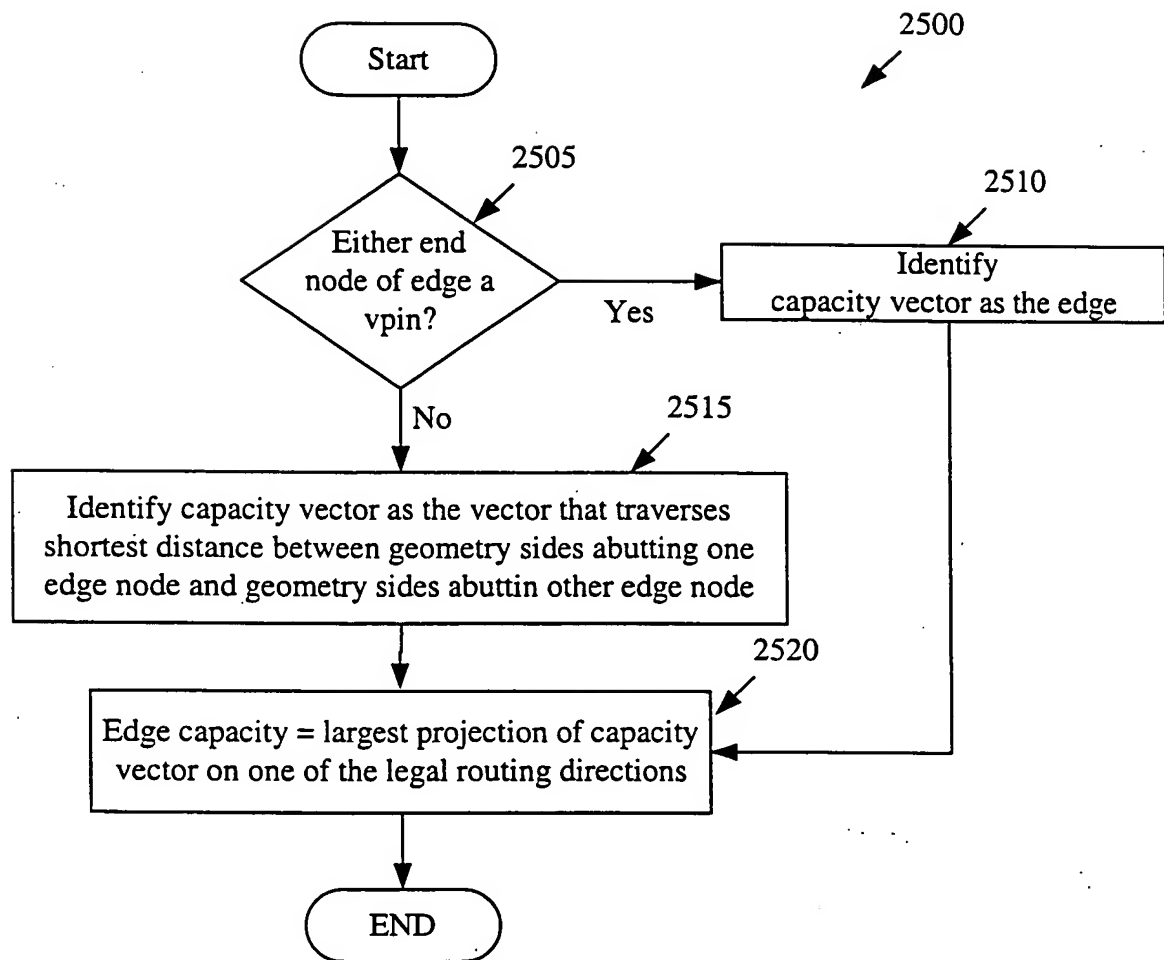 2500
Start
2505
Either end
node of edge a
vpin?
2510
Identify
capacity vector as the edge
Yes
No
2515
Identify capacity vector as the vector that traverses
shortest distance between geometry sides abutting one
edge node and geometry sides abuttin other edge node
2520
Edge capacity = largest projection of capacity
vector on one of the legal routing directions
END